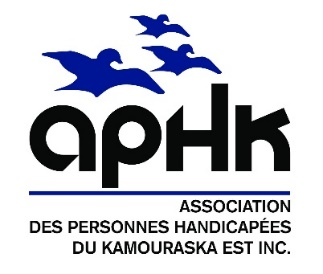 apHk
ASSOCIATION
DES PERSONNES HANDICAPÉES
DU KAMOURASKA EST INC.